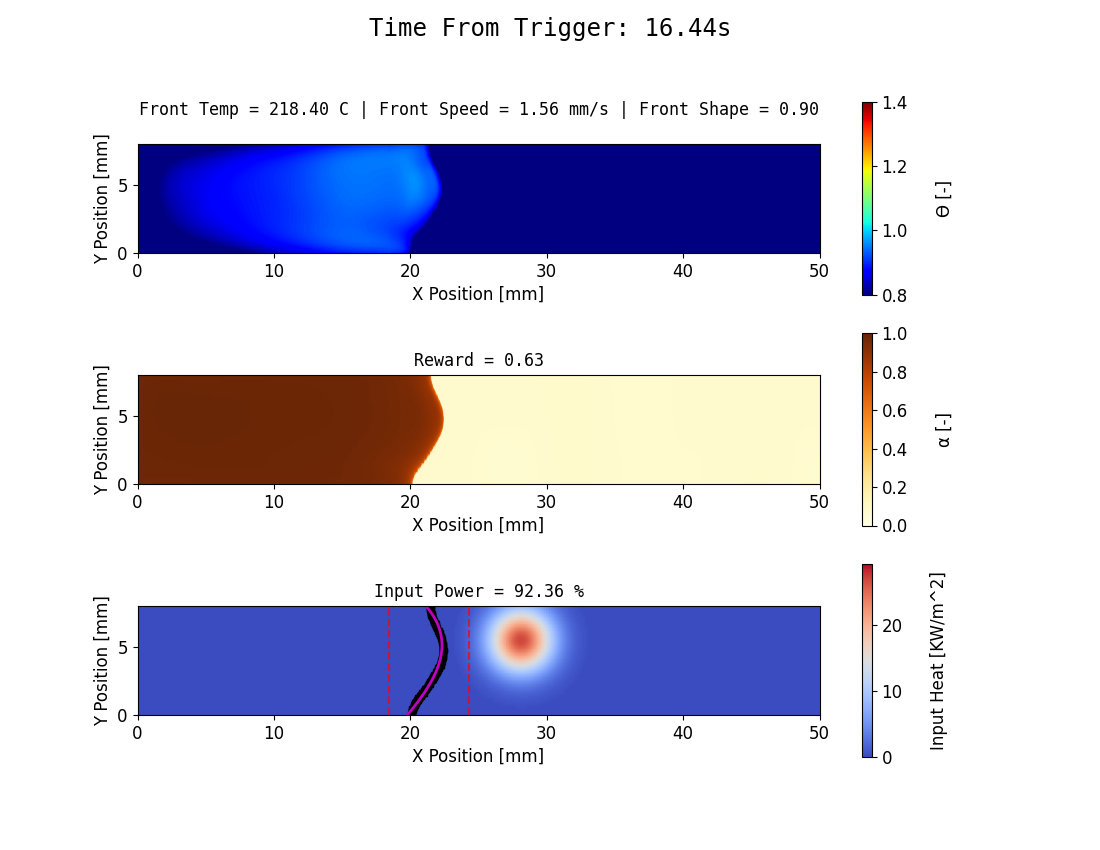 Time From Trigger: 16.44s
Front Temp = 218.40 C | Front Speed = 1.56 mm/s | Front Shape = 0.90
Y Position [mm]
5
0
0 10 20 30 40 50
X Position [mm]
1.4
1.2
1.0
0.8
Θ [-]
Reward = 0.63
Y Position [mm]
5
0
0 10 20 30 40 50
X Position [mm]
1.0
0.8
0.6
0.4
0.2
0.0
α [-]
Input Power = 92.36 %
Y Position [mm]
5
0
0 10 20 30 40 50
X Position [mm]
20
10
0
Input Heat [KW/m^2]